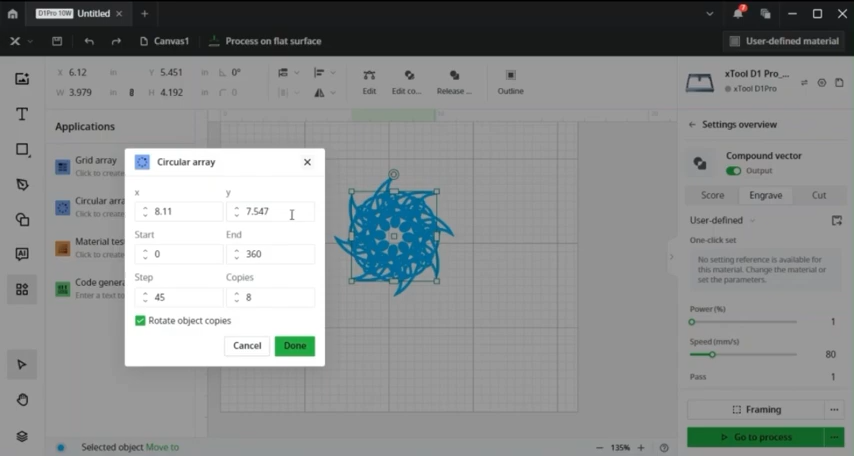 D1Pro 10W Untitled
7
Canvas1 Process on flat surface User-defined material
X 6.12 in Y 5.451 in 0°
W 3.979 in H 4.192 in 0
Edit Edit co... Release ... Outline
xTool D1 Pro_...
xTool D1Pro
Applications
Settings overview
Grid array
Click to create
Circular arra
Click to create
Material tes
Click to create
Code genera
Enter a text to
Circular array
x y
8.11 7.547
Start End
0 360
Step Copies
45 8
Rotate object copies
Cancel Done
Compound vector
Output
Score Engrave Cut
User-defined
One-click set
No setting reference is available for
this material. Change the material or
set the parameters.
Power (%)
1
Speed (mm/s)
80
Pass 1
Framing
Go to process
Selected object Move to
135%